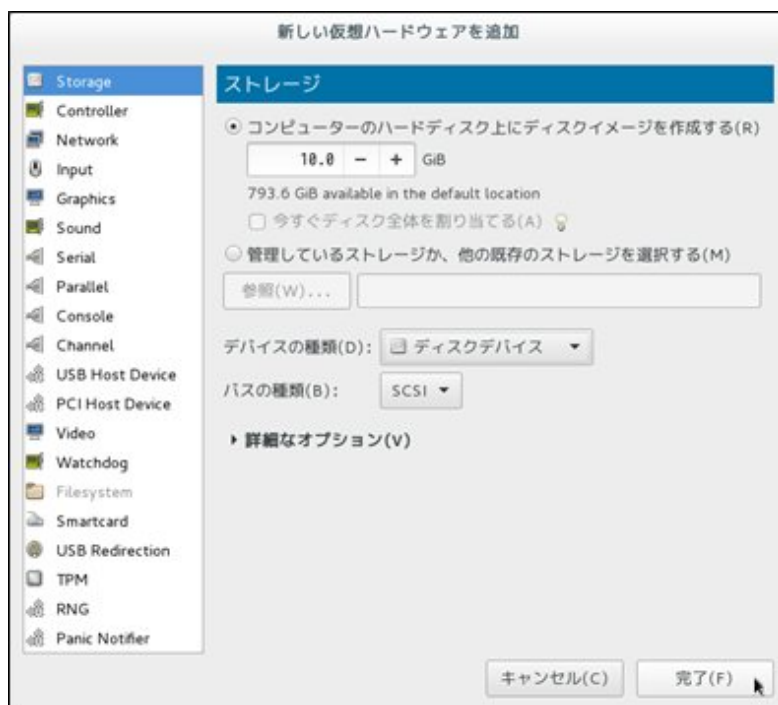 新しい仮想ハードウェアを追加
Storage
Controller
Network
Input
Graphics
Sound
Serial
Parallel
Console
Channel
USB Host Device
PCI Host Device
Video
Watchdog
Filesystem
Smartcard
USB Redirection
TPM
RNG
Panic Notifier
ストレージ
コンピューターのハードディスク上にディスクイメージを作成する(R)
10.0 − + GiB
793.6 GiB available in the default location
今すぐディスク全体を割り当てる(A)
管理しているストレージか、他の既存のストレージを選択する(M)
参照(W)...
デバイスの種類(D): ディスクデバイス
バスの種類(B): SCSI
詳細なオプション(V)
キャンセル(C) 完了(F)